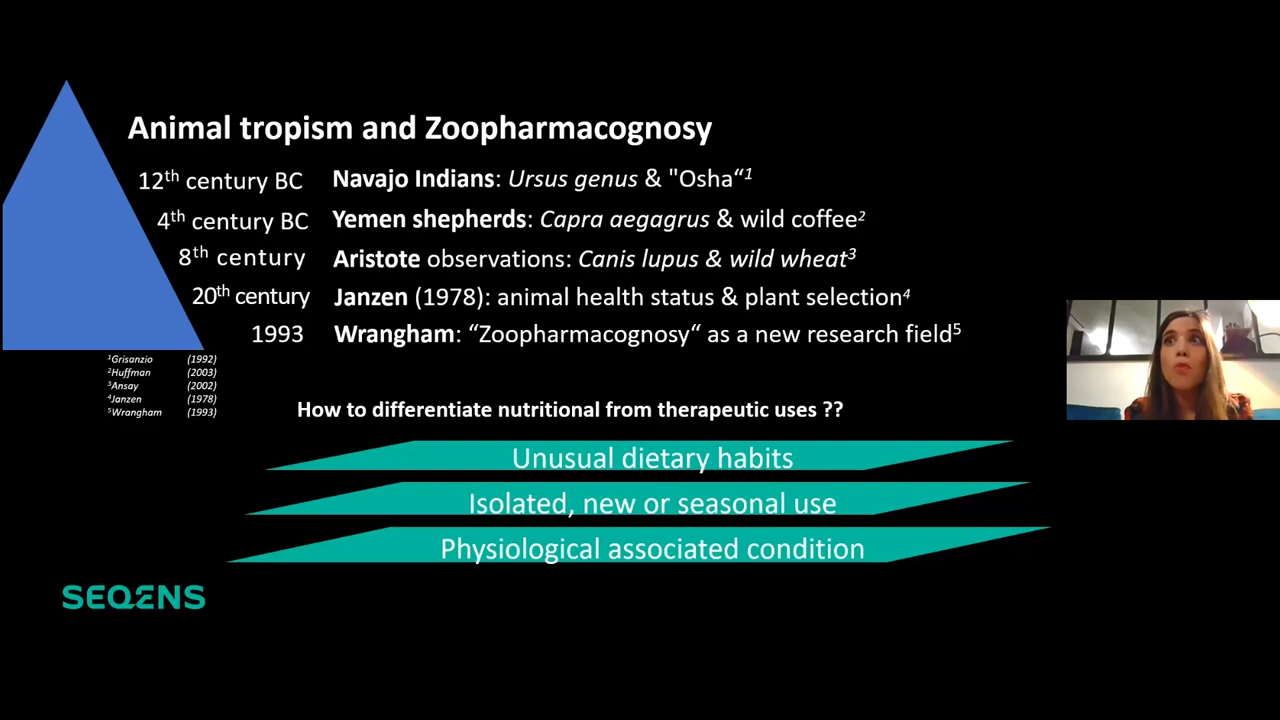 Animal tropism and Zoopharmacognosy
12th century BC Navajo Indians: Ursus genus & "Osha“1
4th century BC Yemen shepherds: Capra aegagrus & wild coffee2
8th century Aristote observations: Canis lupus & wild wheat3
20th century Janzen (1978): animal health status & plant selection4
1993 Wrangham: “Zoopharmacognosy“ as a new research field5
1Grisanzio (1992)
2Huffman (2003)
3Ansay (2002)
4Janzen (1978)
5Wrangham (1993)
How to differentiate nutritional from therapeutic uses ??
Unusual dietary habits
Isolated, new or seasonal use
Physiological associated condition
SEQENS